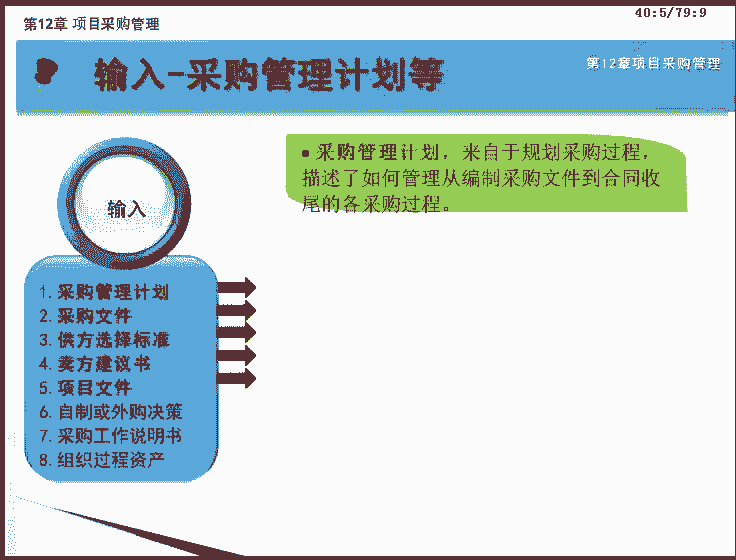 40:5/79:9
第12章 项目采购管理
输入-采购管理计划等
第12章项目采购管理
• 采购管理计划，来自于规划采购过程，
描述了如何管理从编制采购文件到合同收
尾的各采购过程。
输入
1. 采购管理计划
2. 采购文件
3. 供方选择标准
4. 卖方建议书
5. 项目文件
6. 自制或外购决策
7. 采购工作说明书
8. 组织过程资产